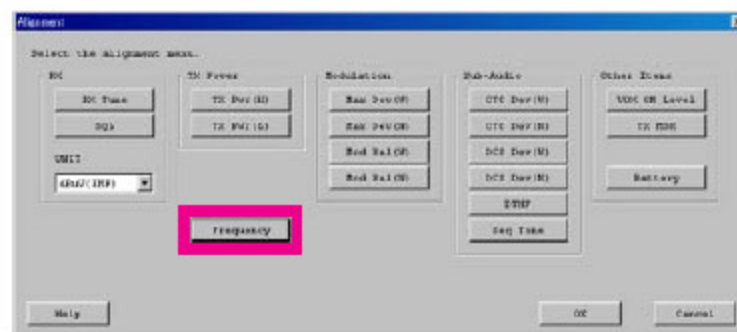 Alignment
Select the alignment menu.
RX
RX Tune
SQL
UNIT
TX Power
TX Pwr(H)
TX Pwr(L)
Frequency
Modulation
Max Dev(W)
Max Dev(N)
Mod Bal(W)
Mod Bal(N)
Sub-Audio
CTC Dev(W)
CTC Dev(N)
DCS Dev(W)
DCS Dev(N)
DTMF
Seq Tone
Other Items
VOX ON Level
Battery
Help
OK
Cancel